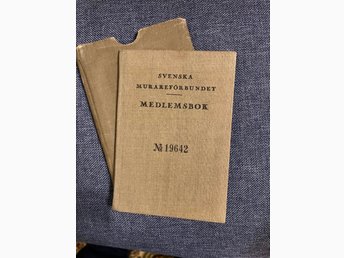 SVENSKA
MURAREFÖRBUNDET
MEDLEMSBOK
№ 19642